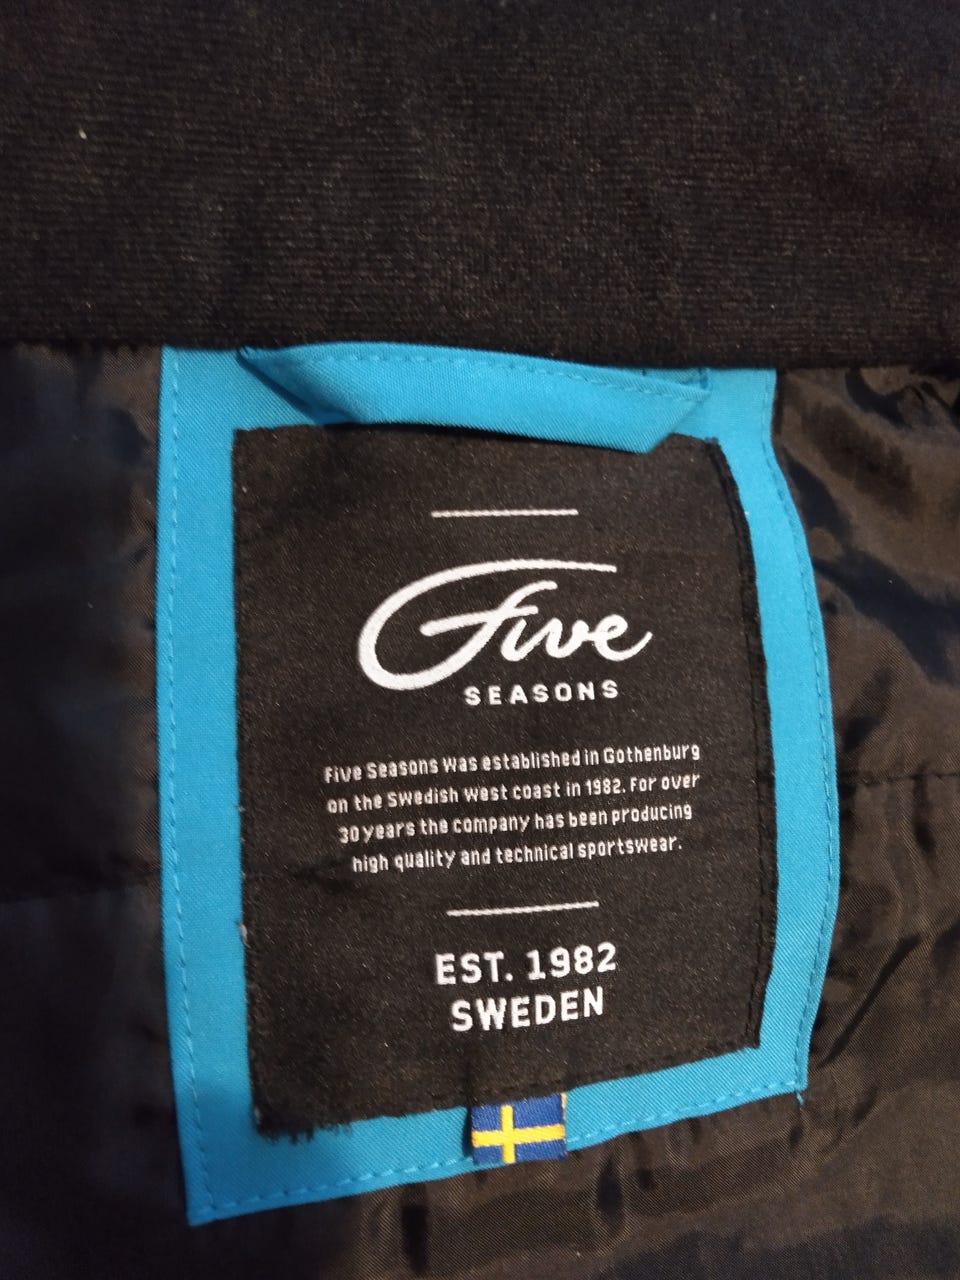 Five
SEASONS
Five Seasons was established in Gothenburg
on the Swedish west coast in 1982. For over
30 years the company has been producing
high quality and technical sportswear.
EST. 1982
SWEDEN